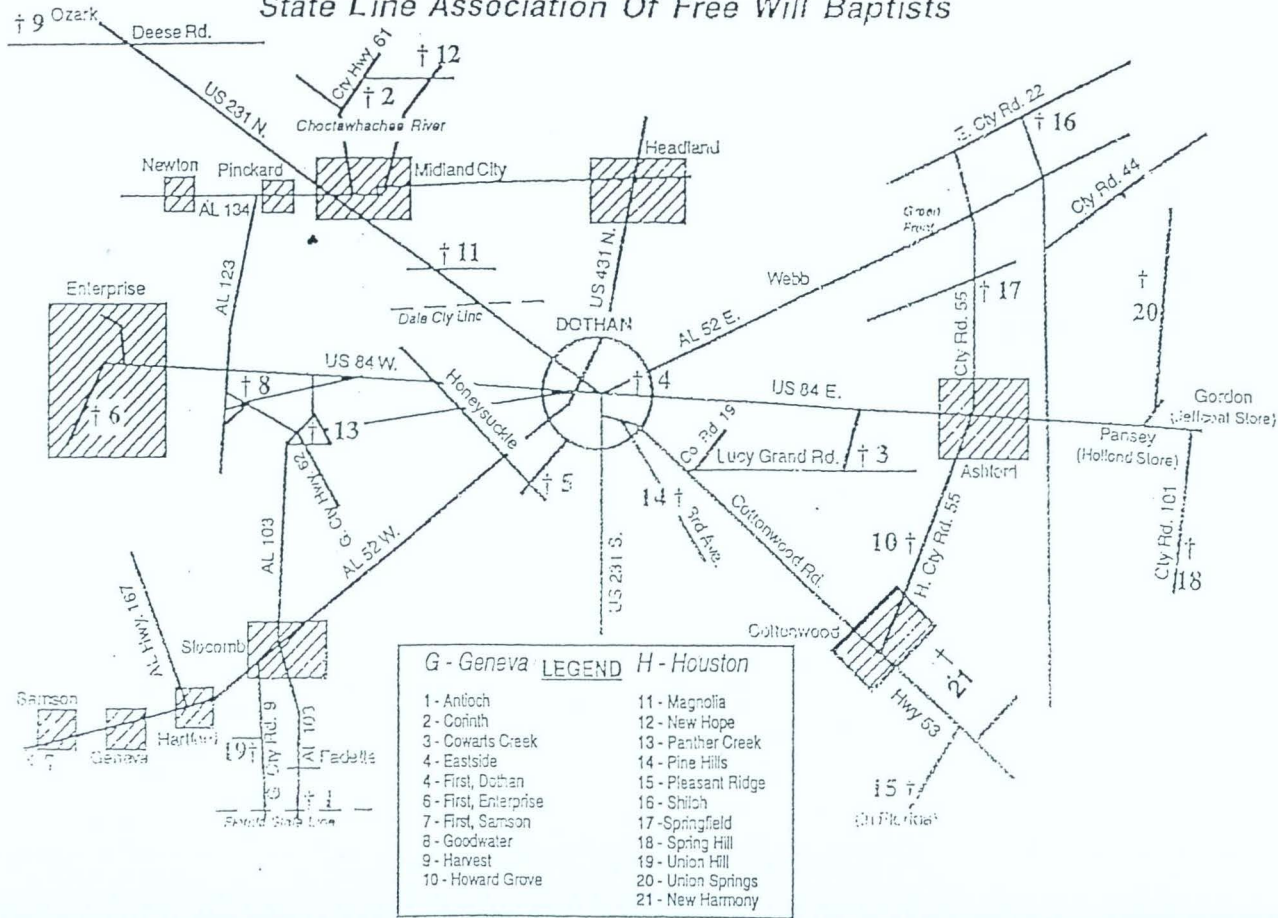 State Line Association Of Free Will Baptists
† 9 Ozark
Deese Rd.
US 231 N.
Cty Hwy 61
† 12
† 2
Choctawhachee River
Newton
Pinckard
Midland City
Headland
AL 134
AL 123
† 11
Dale Cty Line
US 431 N.
E. Cty Rd. 22
† 16
Cty Rd. 44
Green
Front
Webb
AL 52 E.
† 17
Cty Rd. 55
†
20
Enterprise
DOTHAN
US 84 W.
Honeysuckle
† 4
US 84 E.
Gordon
† 8
† 6
† 13
Co. Rd 19
Lucy Grand Rd.
† 3
Ashford
Pansey
(Holland Store)
† 5
14 †
3rd Ave.
Cottonwood Rd.
G. Cty Hwy. 62
AL 103
AL 52 W.
US 231 S.
10 †
H. Cty Rd. 55
Cty Rd. 101
†
18
AL Hwy. 167
Slocomb
Cottonwood
†
21
Hwy 53
Samson
Geneva
Hartford
19†
G. Cty Rd. 9
AL 103
Fadette
† 1
Florida State Line
15 †
(In Florida)
G - Geneva LEGEND H - Houston
1 - Antioch
2 - Corinth
3 - Cowarts Creek
4 - Eastside
4 - First, Dothan
6 - First, Enterprise
7 - First, Samson
8 - Goodwater
9 - Harvest
10 - Howard Grove
11 - Magnolia
12 - New Hope
13 - Panther Creek
14 - Pine Hills
15 - Pleasant Ridge
16 - Shiloh
17 -Springfield
18 - Spring Hill
19 - Union Hill
20 - Union Springs
21 - New Harmony